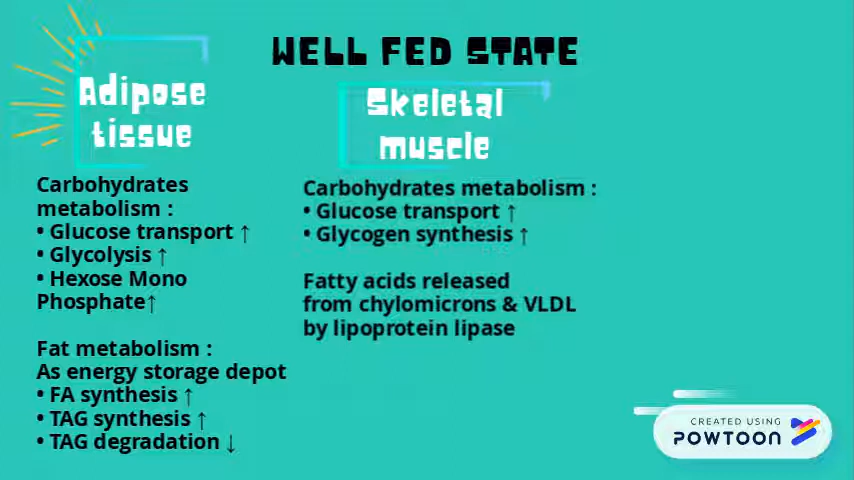 WELL FED STATE
Adipose
tissue
Carbohydrates
metabolism :
• Glucose transport ↑
• Glycolysis ↑
• Hexose Mono
Phosphate↑
Fat metabolism :
As energy storage depot
• FA synthesis ↑
• TAG synthesis ↑
• TAG degradation ↓
Skeletal
muscle
Carbohydrates metabolism :
• Glucose transport ↑
• Glycogen synthesis ↑
Fatty acids released
from chylomicrons & VLDL
by lipoprotein lipase
CREATED USING
POWTOON